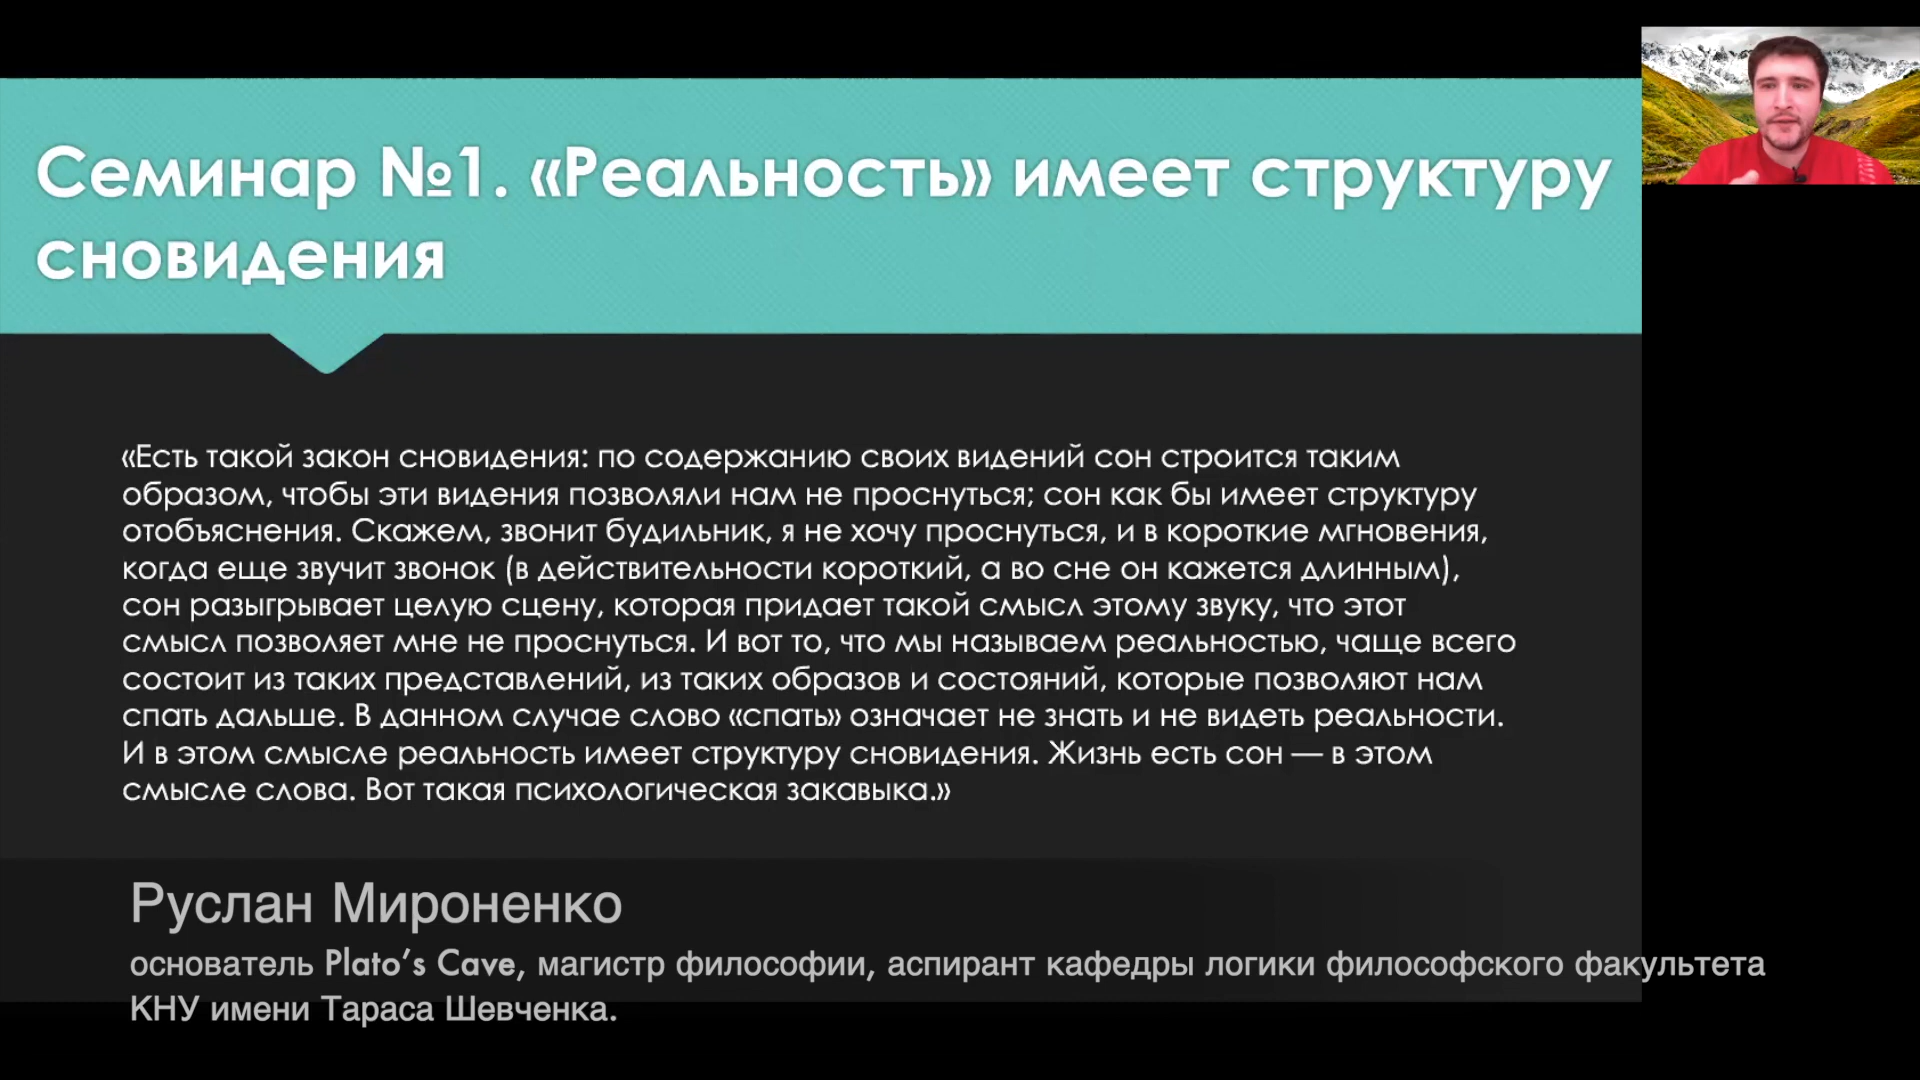 Семинар №1. «Реальность» имеет структуру
сновидения
«Есть такой закон сновидения: по содержанию своих видений сон строится таким
образом, чтобы эти видения позволяли нам не проснуться; сон как бы имеет структуру
отобъяснения. Скажем, звонит будильник, я не хочу проснуться, и в короткие мгновения,
когда еще звучит звонок (в действительности короткий, а во сне он кажется длинным),
сон разыгрывает целую сцену, которая придает такой смысл этому звуку, что этот
смысл позволяет мне не проснуться. И вот то, что мы называем реальностью, чаще всего
состоит из таких представлений, из таких образов и состояний, которые позволяют нам
спать дальше. В данном случае слово «спать» означает не знать и не видеть реальности.
И в этом смысле реальность имеет структуру сновидения. Жизнь есть сон — в этом
смысле слова. Вот такая психологическая закавыка.»
Руслан Мироненко
основатель Plato’s Cave, магистр философии, аспирант кафедры логики философского факультета
КНУ имени Тараса Шевченка.